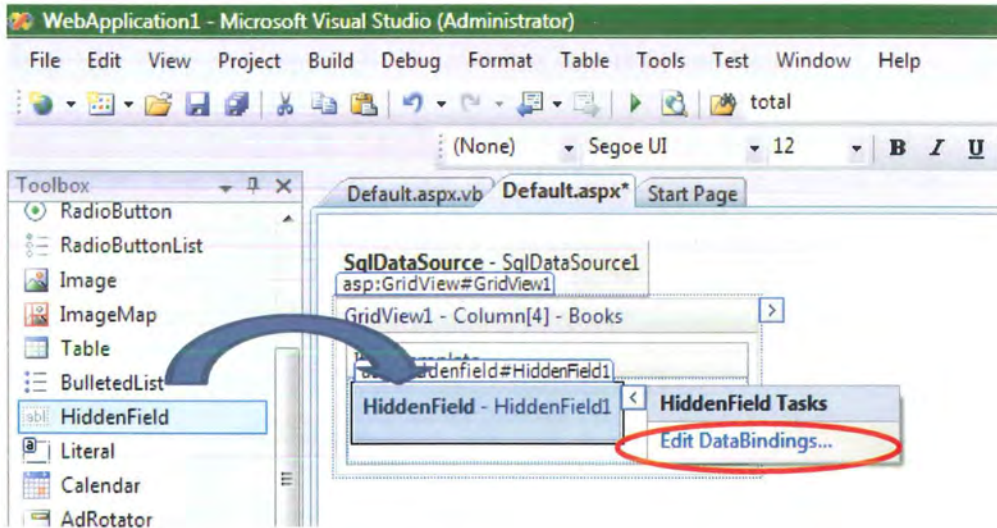 WebApplication1 - Microsoft Visual Studio (Administrator)
File Edit View Project Build Debug Format Table Tools Test Window Help
total
(None) Segoe UI 12 B I U
Toolbox
Default.aspx.vb Default.aspx* Start Page
RadioButton
RadioButtonList
Image
ImageMap
Table
BulletedList
HiddenField
Literal
Calendar
AdRotator
SqlDataSource - SqlDataSource1
asp:GridView#GridView1
GridView1 - Column[4] - Books
HiddenField - HiddenField1
HiddenField Tasks
Edit DataBindings...